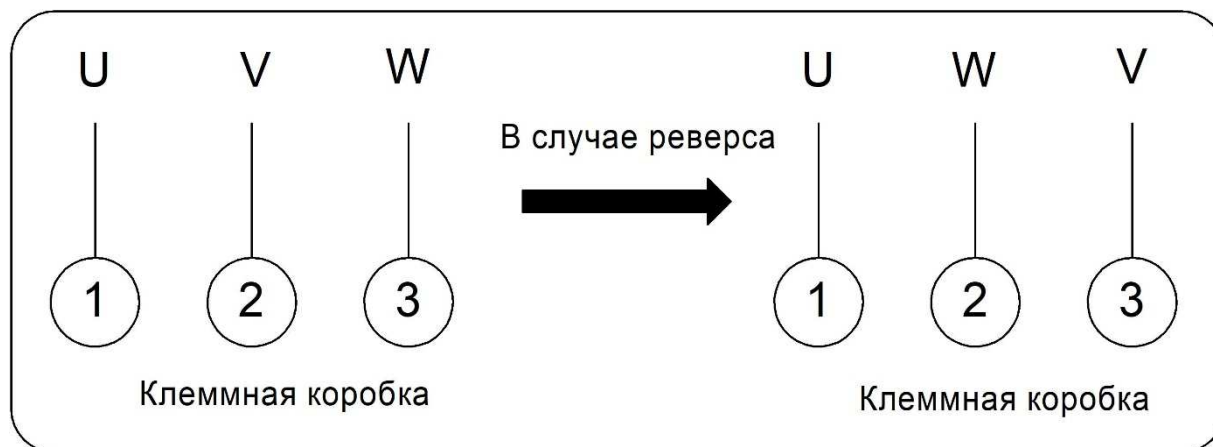 U V W
1 2 3
Клеммная коробка
В случае реверса
U W V
1 2 3
Клеммная коробка